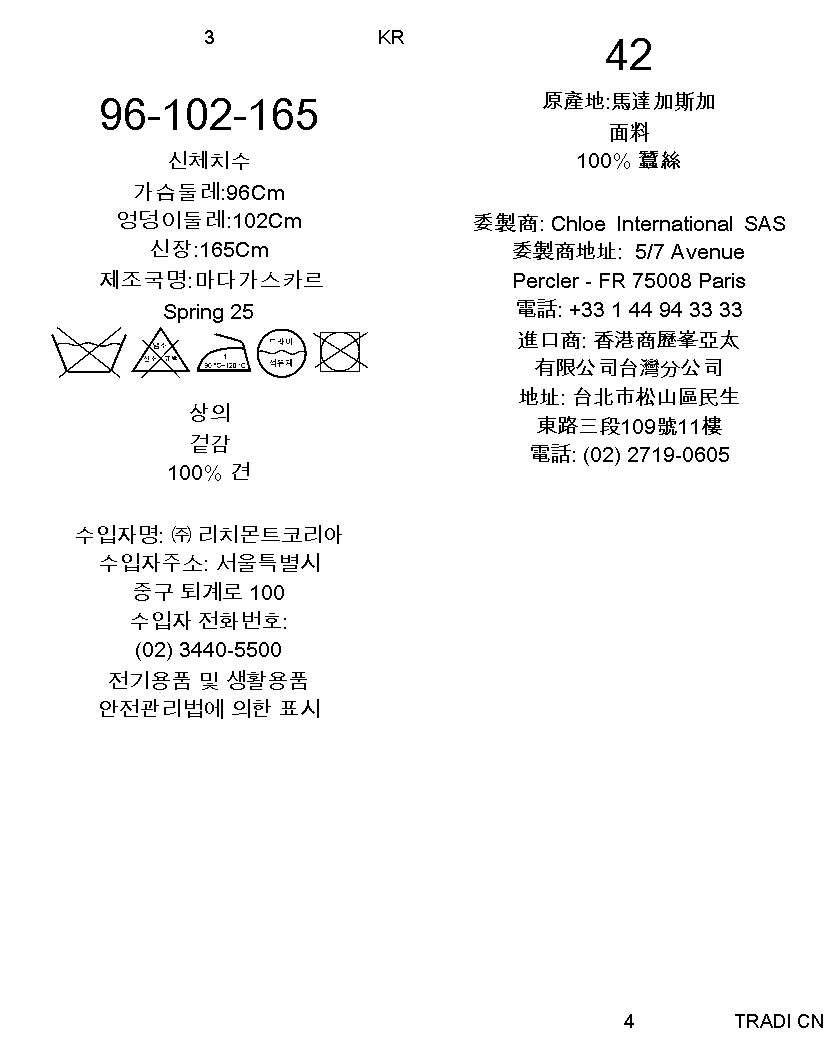 3 KR
96-102-165
신체치수
가슴둘레:96Cm
엉덩이둘레:102Cm
신장:165Cm
제조국명:마다가스카르
Spring 25
염소
산소 표백
1
80 °C~120 °C
드라이
석유계
상의
겉감
100% 견
수입자명: ㈜ 리치몬트코리아
수입자주소: 서울특별시
중구 퇴계로 100
수입자 전화번호:
(02) 3440-5500
전기용품 및 생활용품
안전관리법에 의한 표시
42
原產地:馬達加斯加
面料
100% 蠶絲
委製商: Chloe International SAS
委製商地址: 5/7 Avenue
Percler - FR 75008 Paris
電話: +33 1 44 94 33 33
進口商: 香港商歷峯亞太
有限公司台灣分公司
地址: 台北市松山區民生
東路三段109號11樓
電話: (02) 2719-0605
4 TRADI CN